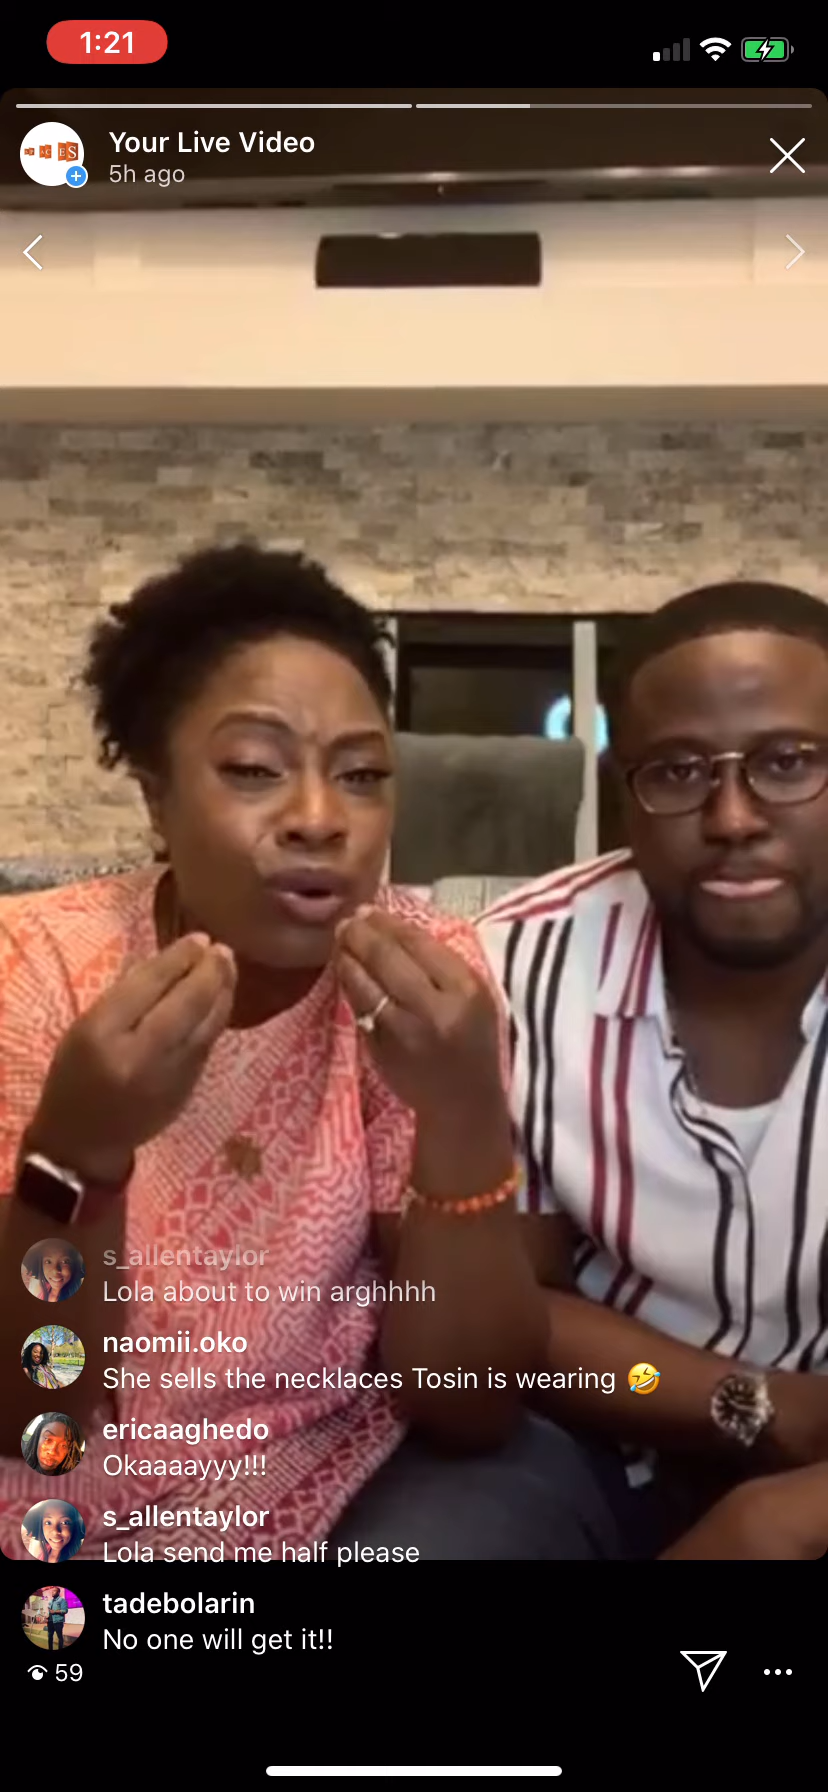 1:21
Your Live Video
5h ago
s_allentaylor
Lola about to win arghhhh
naomii.oko
She sells the necklaces Tosin is wearing 🤣
ericaaghedo
Okaaaayyy!!!
s_allentaylor
Lola send me half please
tadebolarin
No one will get it!!
59